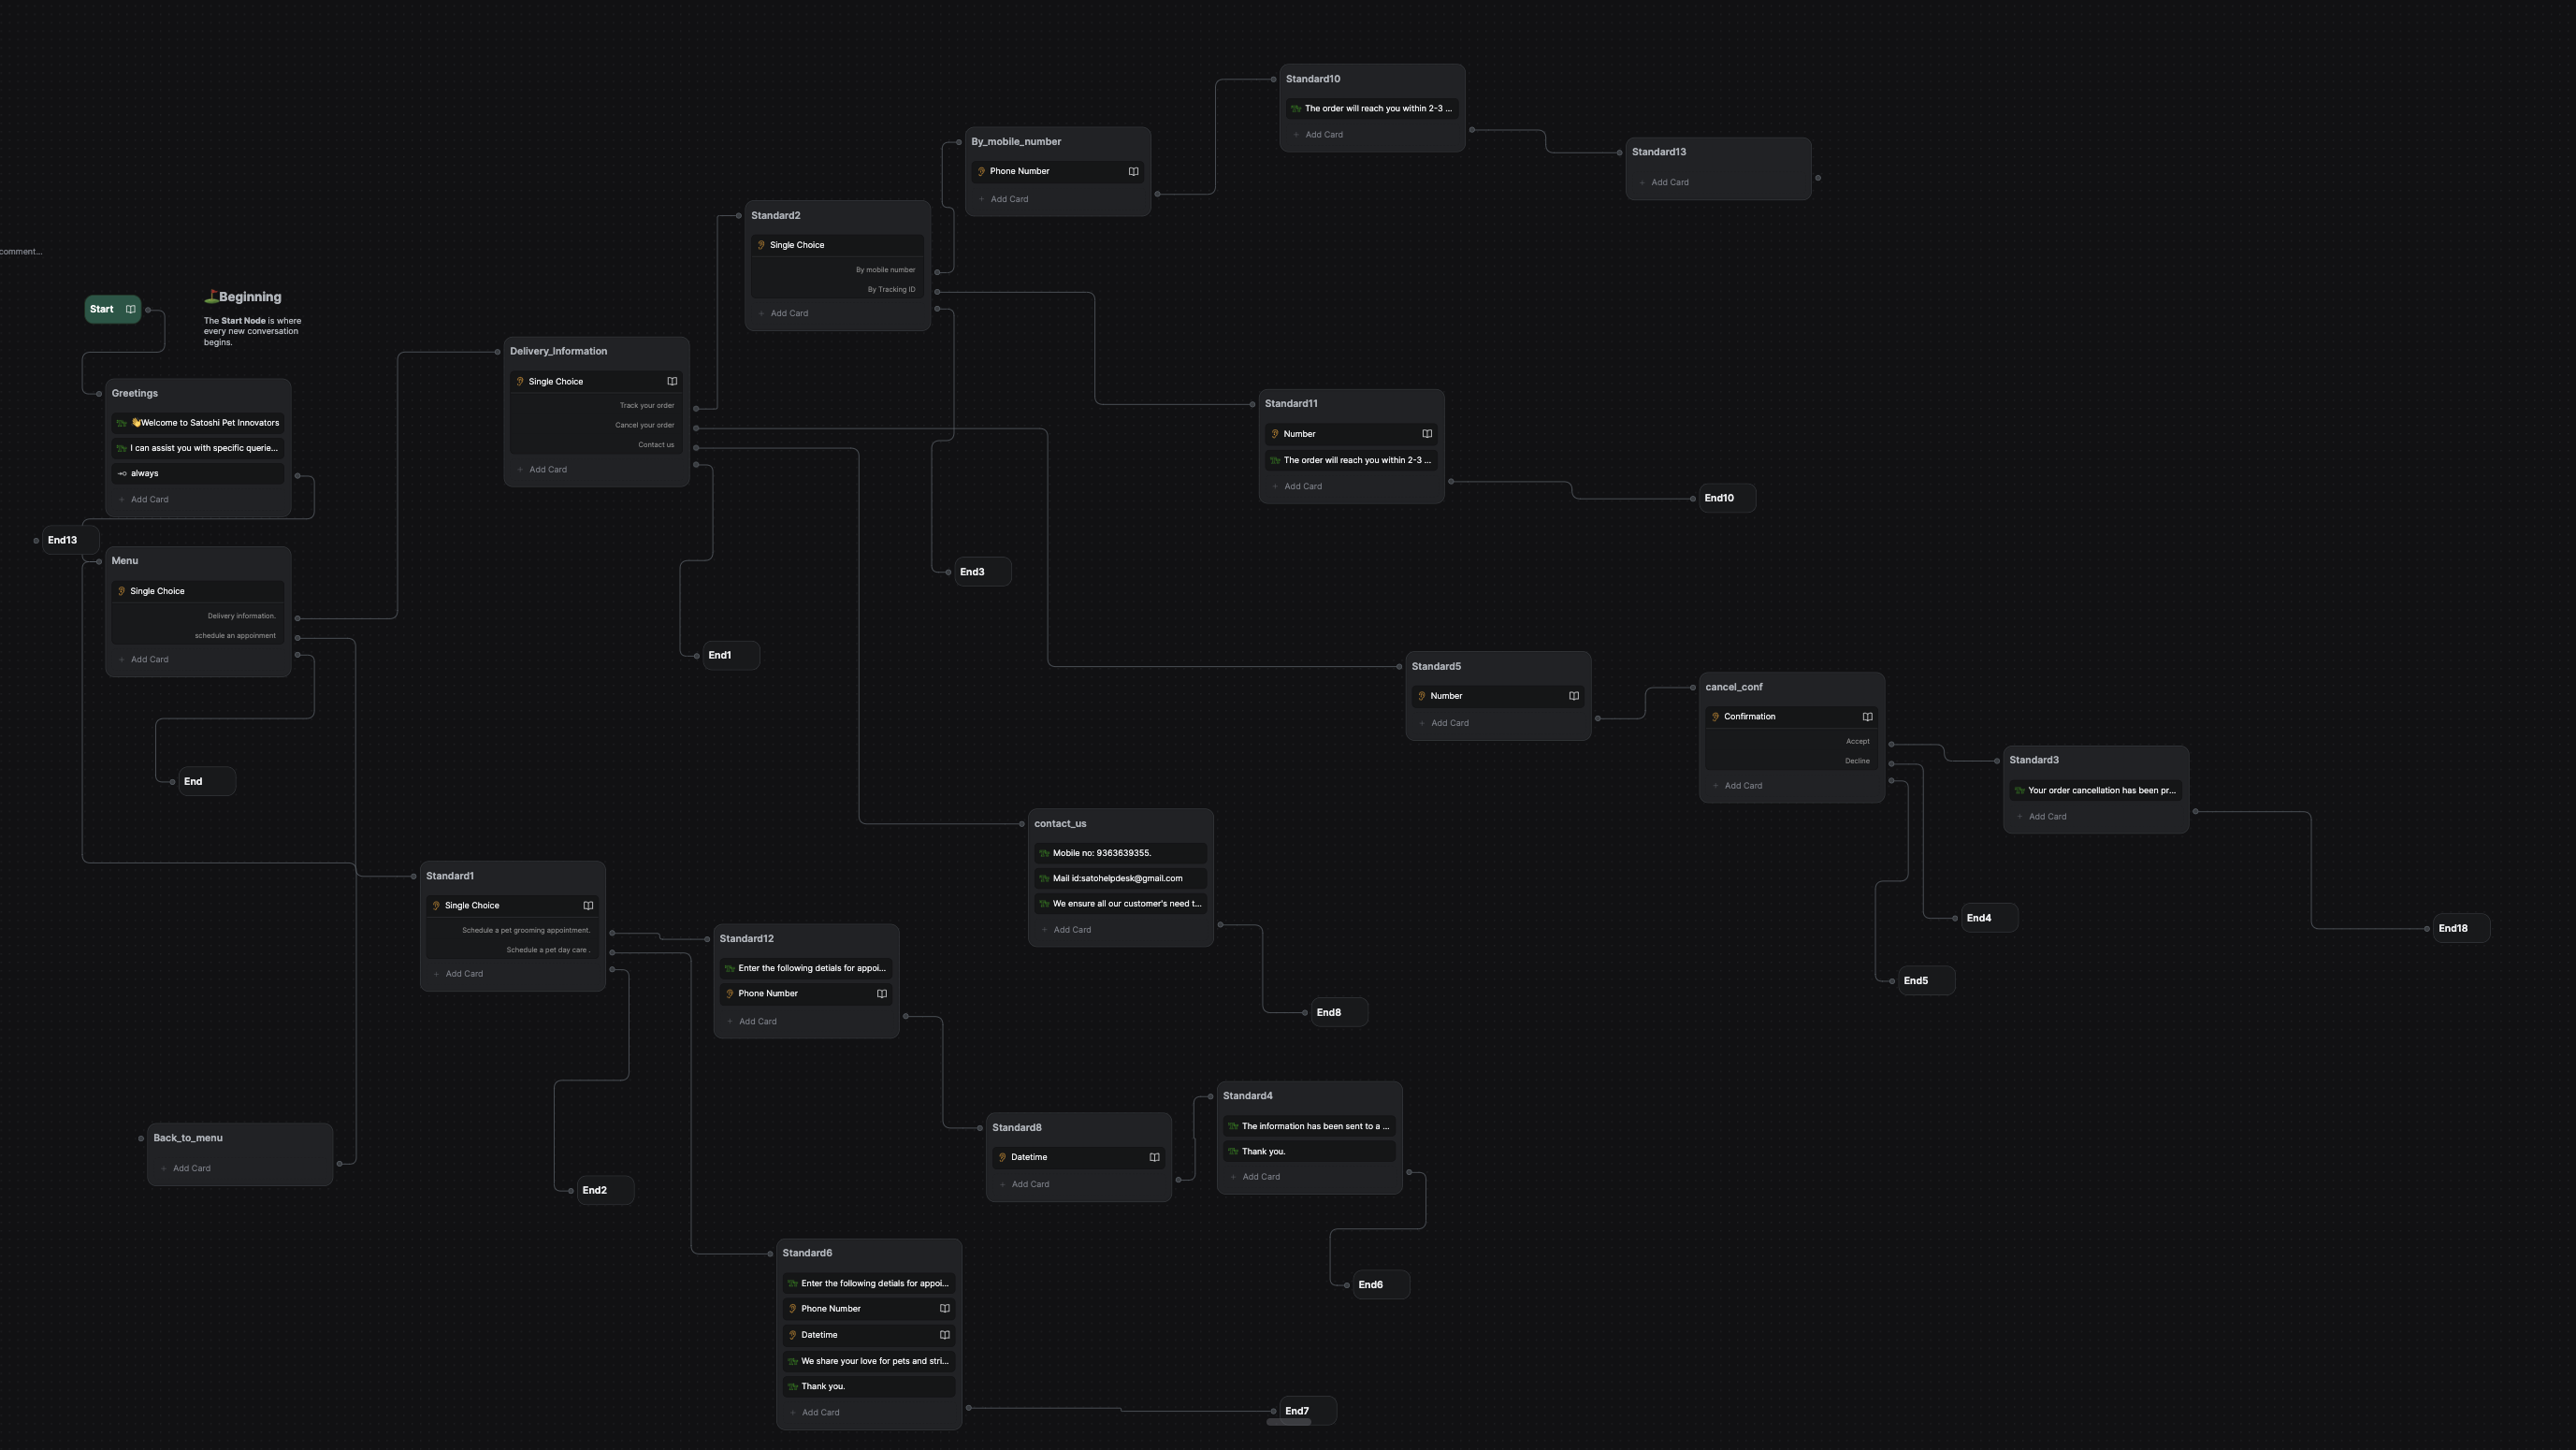 comment...
Start
⛳Beginning
The Start Node is where
every new conversation
begins.
Greetings
👋Welcome to Satoshi Pet Innovators
I can assist you with specific querie...
always
+ Add Card
End13
Menu
Single Choice
Delivery information.
schedule an appoinment
+ Add Card
End
Delivery_Information
Single Choice
Track your order
Cancel your order
Contact us
+ Add Card
End1
Standard2
Single Choice
By mobile number
By Tracking ID
+ Add Card
End3
By_mobile_number
Phone Number
+ Add Card
Standard10
The order will reach you within 2-3 ...
+ Add Card
Standard13
+ Add Card
Standard11
Number
The order will reach you within 2-3 ...
+ Add Card
End10
Standard5
Number
+ Add Card
cancel_conf
Confirmation
Accept
Decline
+ Add Card
Standard3
Your order cancellation has been pr...
+ Add Card
End4
End5
End18
contact_us
Mobile no: 9363639355.
Mail id:satohelpdesk@gmail.com
We ensure all our customer's need t...
+ Add Card
End8
Standard1
Single Choice
Schedule a pet grooming appointment.
Schedule a pet day care .
+ Add Card
End2
Standard12
Enter the following detials for appoi...
Phone Number
+ Add Card
Standard8
Datetime
+ Add Card
Standard4
The information has been sent to a ...
Thank you.
+ Add Card
End6
Back_to_menu
+ Add Card
Standard6
Enter the following detials for appoi...
Phone Number
Datetime
We share your love for pets and stri...
Thank you.
+ Add Card
End7